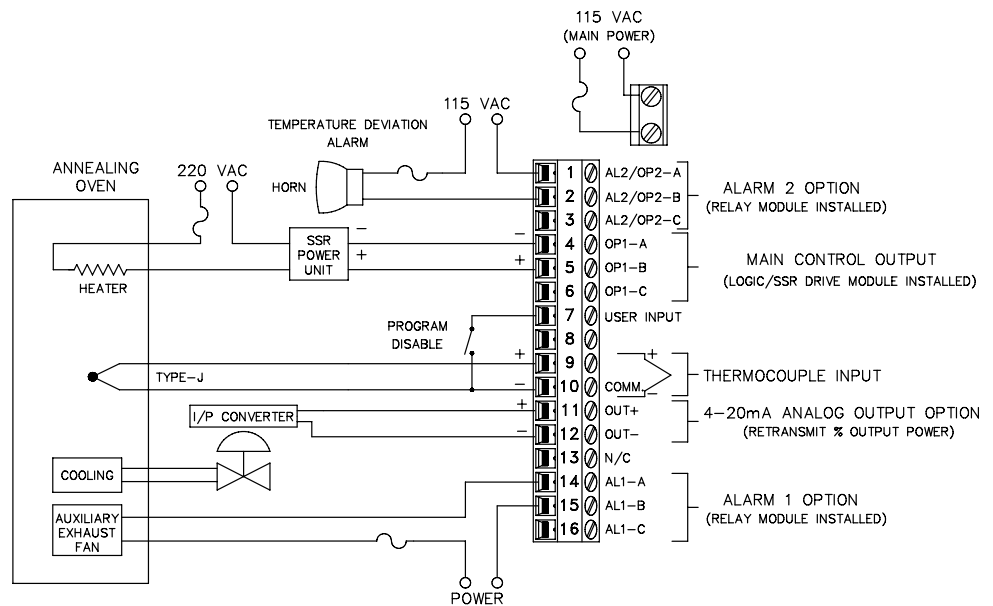 115 VAC
(MAIN POWER)
115 VAC
TEMPERATURE DEVIATION
ALARM
HORN
ANNEALING
OVEN
220 VAC
HEATER
SSR
POWER
UNIT
−
+
−
+
PROGRAM
DISABLE
TYPE-J
+
−
I/P CONVERTER
+
−
COOLING
AUXILIARY
EXHAUST
FAN
POWER
1 AL2/OP2-A
2 AL2/OP2-B
3 AL2/OP2-C
4 OP1-A
5 OP1-B
6 OP1-C
7 USER INPUT
8
9 +
10 COMM. −
11 OUT+
12 OUT-
13 N/C
14 AL1-A
15 AL1-B
16 AL1-C
ALARM 2 OPTION
(RELAY MODULE INSTALLED)
MAIN CONTROL OUTPUT
(LOGIC/SSR DRIVE MODULE INSTALLED)
THERMOCOUPLE INPUT
4-20mA ANALOG OUTPUT OPTION
(RETRANSMIT % OUTPUT POWER)
ALARM 1 OPTION
(RELAY MODULE INSTALLED)